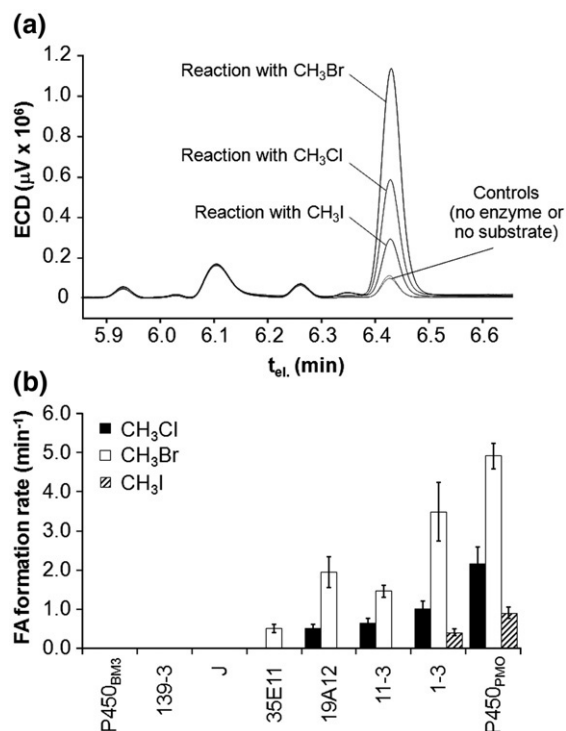 (a)
1.2
1.0
0.8
0.6
0.4
0.2
0
ECD (µV x 10⁶)
Reaction with CH₃Br
Reaction with CH₃Cl
Reaction with CH₃I
Controls
(no enzyme or
no substrate)
5.9 6.0 6.1 6.2 6.3 6.4 6.5 6.6
t_el. (min)
(b)
6.0
5.0
4.0
3.0
2.0
1.0
0.0
FA formation rate (min⁻¹)
CH₃Cl
CH₃Br
CH₃I
P450BM3
139-3
J
35E11
19A12
11-3
1-3
P450PMO